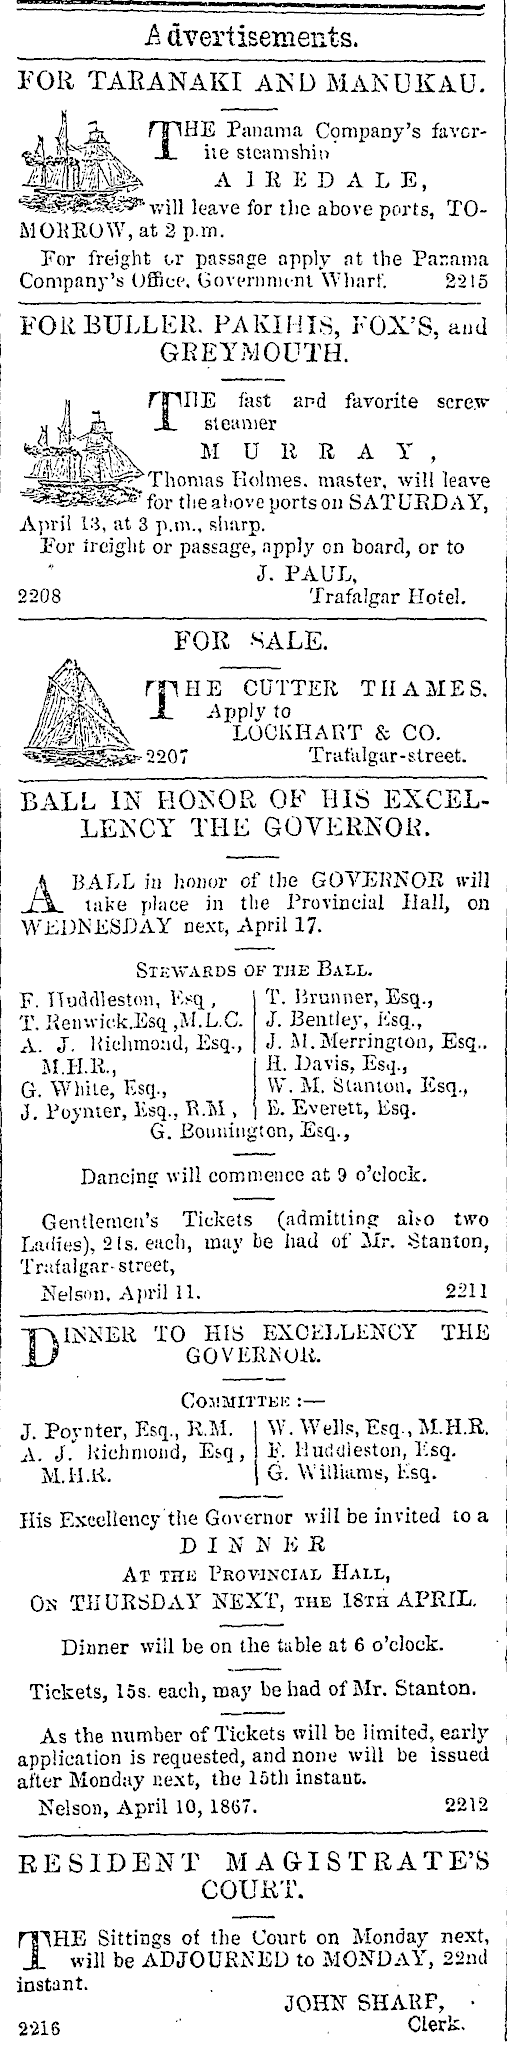 Advertisements.
FOR TARANAKI AND MANUKAU.
THE Panama Company's favor-
ite steamship
AIREDALE,
will leave for the above ports, TO-
MORROW, at 2 p.m.
For freight or passage apply at the Panama
Company's Office, Government Wharf. 2215
FOR BULLER, PAKIHIS, FOX'S, and
GREYMOUTH.
THE fast and favorite screw
steamer
MURRAY,
Thomas Holmes, master, will leave
for the above ports on SATURDAY,
April 13, at 3 p.m., sharp.
For freight or passage, apply on board, or to
J. PAUL,
2208 Trafalgar Hotel.
FOR SALE.
THE CUTTER THAMES.
Apply to
LOCKHART & CO.
2207 Trafalgar-street.
BALL IN HONOR OF HIS EXCEL-
LENCY THE GOVERNOR.
A BALL in honor of the GOVERNOR will
take place in the Provincial Hall, on
WEDNESDAY next, April 17.
STEWARDS OF THE BALL.
F. Huddleston, Esq,
T. Renwick.Esq,M.L.C.
A. J. Richmond, Esq.,
M.H.R.,
G. White, Esq.,
J. Poynter, Esq., R.M,
T. Brunner, Esq.,
J. Bentley, Esq.,
J. M. Merrington, Esq..
H. Davis, Esq.,
W. M. Stanton, Esq.,
E. Everett, Esq.
G. Bonnington, Esq.,
Dancing will commence at 9 o'clock.
Gentlemen's Tickets (admitting also two
Ladies), 21s. each, may be had of Mr. Stanton,
Trafalgar-street,
Nelson, April 11. 2211
DINNER TO HIS EXCELLENCY THE
GOVERNOR.
COMMITTEE :—
J. Poynter, Esq., R.M.
A. J. Richmond, Esq,
M.H.R.
W. Wells, Esq., M.H.R.
F. Huddleston, Esq.
G. Williams, Esq.
His Excellency the Governor will be invited to a
DINNER
AT THE PROVINCIAL HALL,
ON THURSDAY NEXT, THE 18TH APRIL.
Dinner will be on the table at 6 o'clock.
Tickets, 15s. each, may be had of Mr. Stanton.
As the number of Tickets will be limited, early
application is requested, and none will be issued
after Monday next, the 15th instant.
Nelson, April 10, 1867. 2212
RESIDENT MAGISTRATE'S
COURT.
THE Sittings of the Court on Monday next,
will be ADJOURNED to MONDAY, 22nd
instant.
JOHN SHARP,
2216 Clerk.